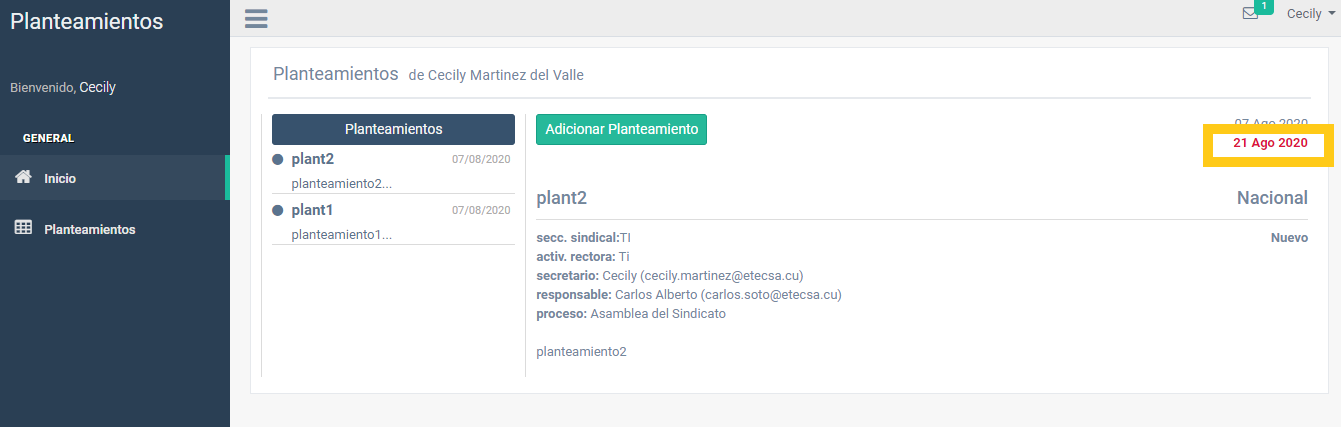 Planteamientos
1
Cecily
Bienvenido, Cecily
GENERAL
Inicio
Planteamientos
Planteamientos de Cecily Martinez del Valle
Planteamientos
plant2 07/08/2020
planteamiento2...
plant1 07/08/2020
planteamiento1...
Adicionar Planteamiento
07 Ago 2020
21 Ago 2020
plant2 Nacional
secc. sindical:TI Nuevo
activ. rectora: Ti
secretario: Cecily (cecily.martinez@etecsa.cu)
responsable: Carlos Alberto (carlos.soto@etecsa.cu)
proceso: Asamblea del Sindicato
planteamiento2